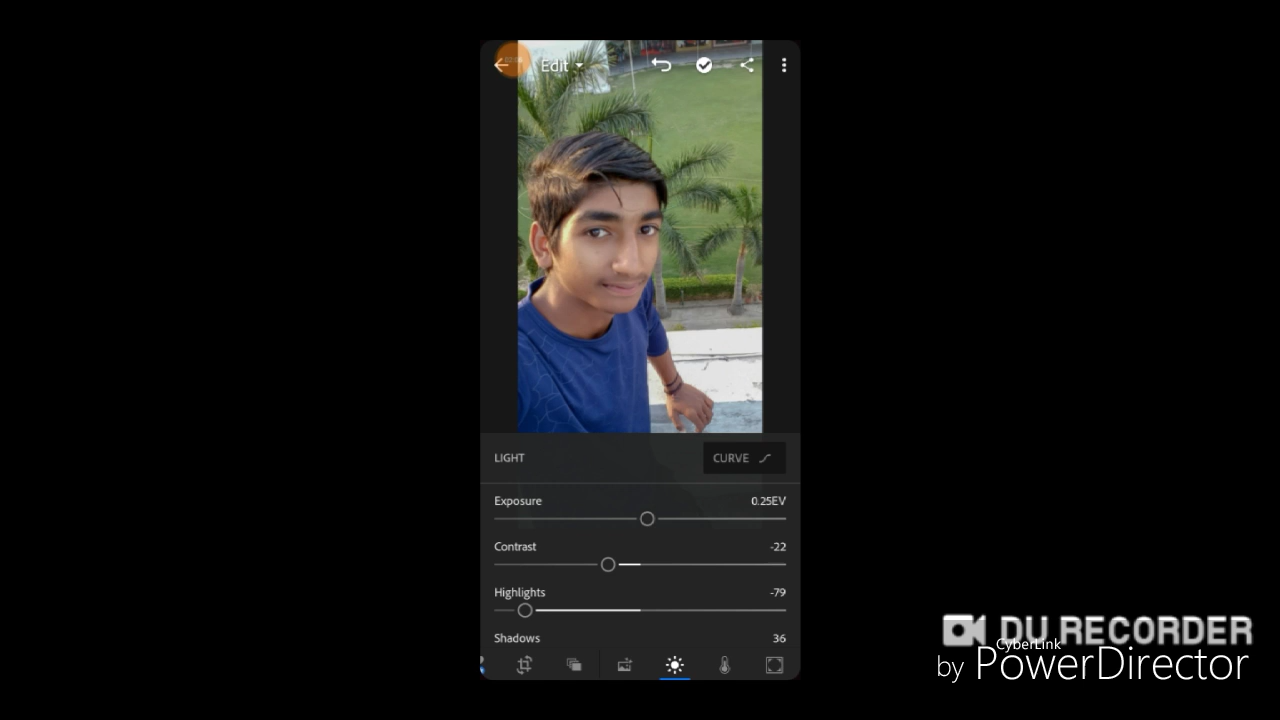 Edit
LIGHT
CURVE
Exposure 0.25EV
Contrast -22
Highlights -79
Shadows 36
DU RECORDER
CyberLink
by PowerDirector